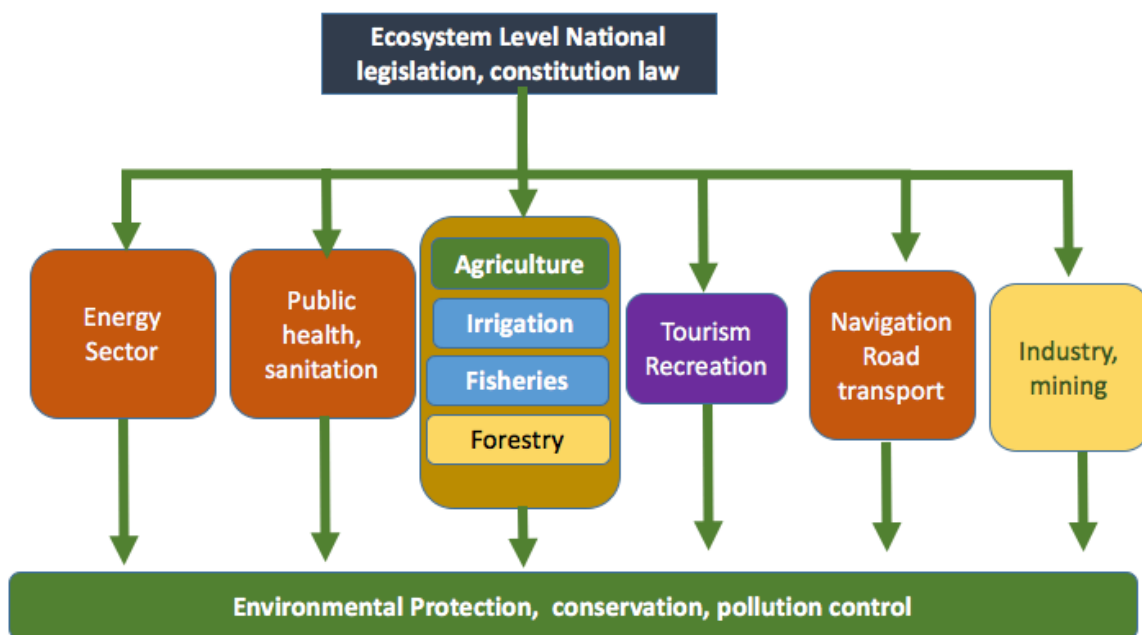 Ecosystem Level National
legislation, constitution law
Energy
Sector
Public
health,
sanitation
Agriculture
Irrigation
Fisheries
Forestry
Tourism
Recreation
Navigation
Road
transport
Industry,
mining
Environmental Protection, conservation, pollution control